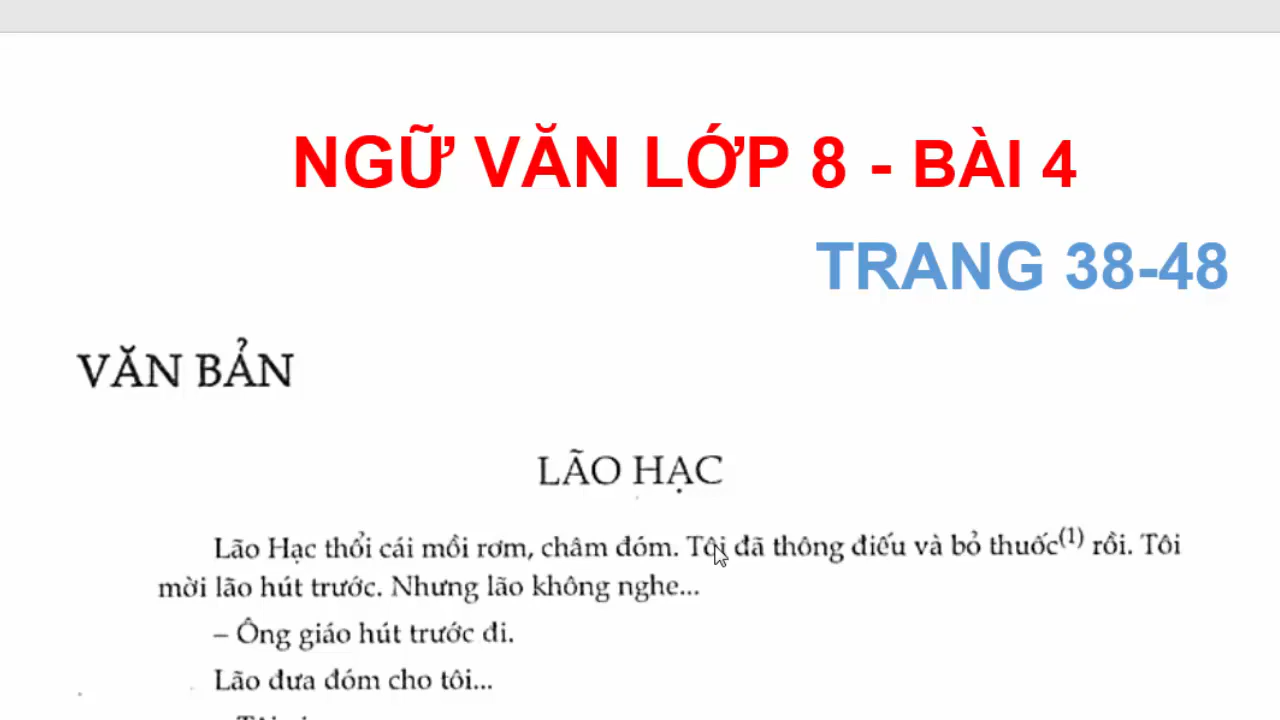 NGỮ VĂN LỚP 8 - BÀI 4
TRANG 38-48
VĂN BẢN
LÃO HẠC
Lão Hạc thổi cái mồi rơm, châm đóm. Tôi đã thông điếu và bỏ thuốc(1) rồi. Tôi
mời lão hút trước. Nhưng lão không nghe...
– Ông giáo hút trước đi.
Lão đưa đóm cho tôi...